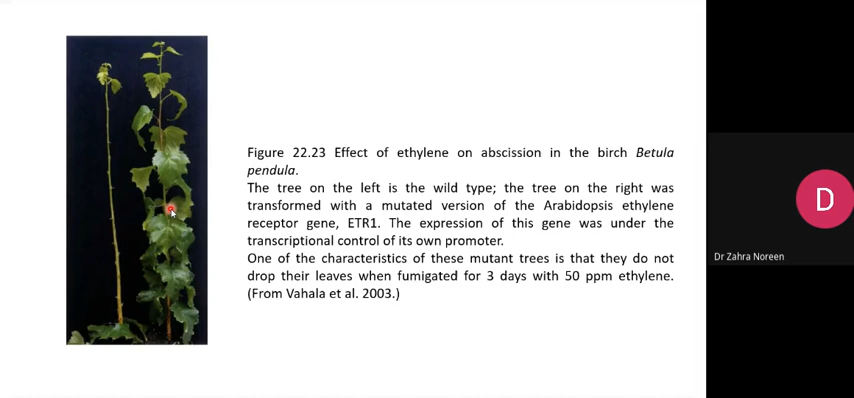 Figure 22.23 Effect of ethylene on abscission in the birch Betula
pendula.
The tree on the left is the wild type; the tree on the right was
transformed with a mutated version of the Arabidopsis ethylene
receptor gene, ETR1. The expression of this gene was under the
transcriptional control of its own promoter.
One of the characteristics of these mutant trees is that they do not
drop their leaves when fumigated for 3 days with 50 ppm ethylene.
(From Vahala et al. 2003.)
D
Dr Zahra Noreen